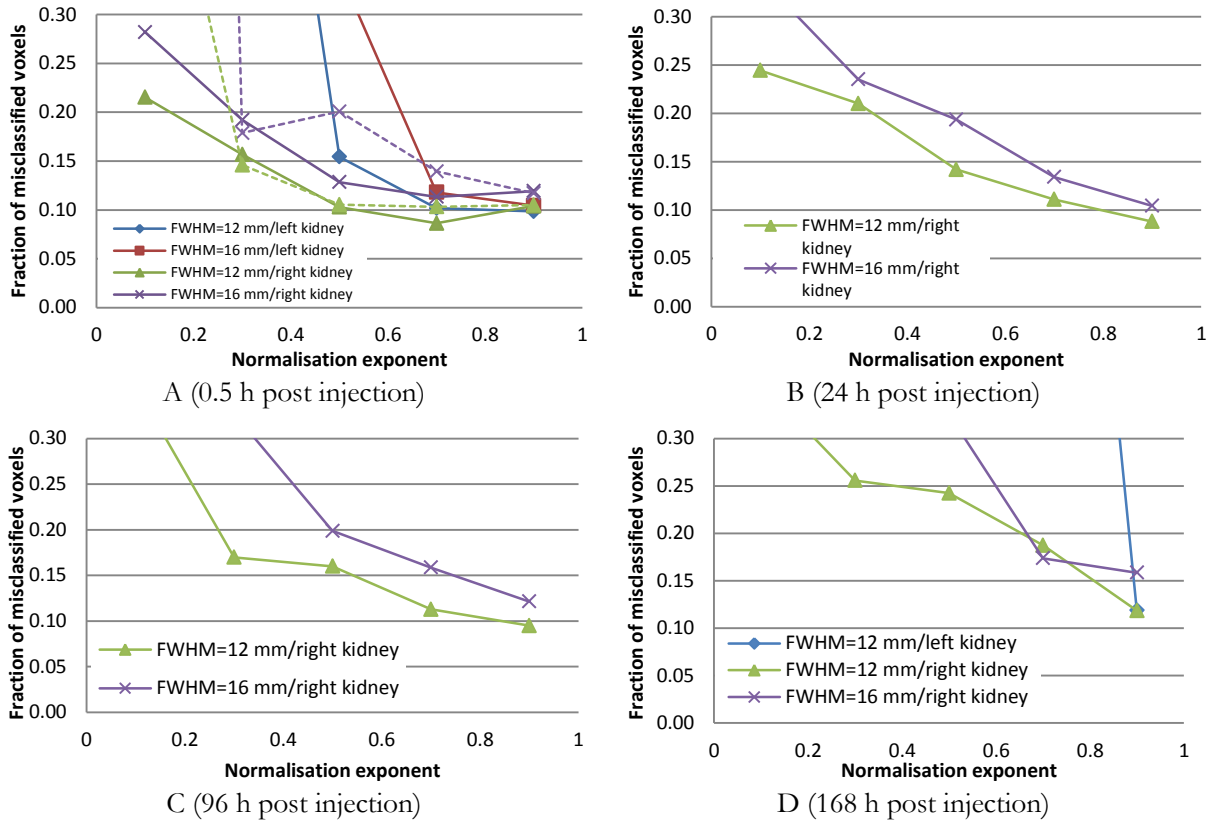 Fraction of misclassified voxels
0.30
0.25
0.20
0.15
0.10
0.05
0.00
FWHM=12 mm/left kidney
FWHM=16 mm/left kidney
FWHM=12 mm/right kidney
FWHM=16 mm/right kidney
0 0.2 0.4 0.6 0.8 1
Normalisation exponent
A (0.5 h post injection)
Fraction of misclassified voxels
0.30
0.25
0.20
0.15
0.10
0.05
0.00
FWHM=12 mm/right
kidney
FWHM=16 mm/right
kidney
0 0.2 0.4 0.6 0.8 1
Normalisation exponent
B (24 h post injection)
Fraction of misclassified voxels
0.30
0.25
0.20
0.15
0.10
0.05
0.00
FWHM=12 mm/right kidney
FWHM=16 mm/right kidney
0 0.2 0.4 0.6 0.8 1
Normalisation exponent
C (96 h post injection)
Fraction of misclassified voxels
0.30
0.25
0.20
0.15
0.10
0.05
0.00
FWHM=12 mm/left kidney
FWHM=12 mm/right kidney
FWHM=16 mm/right kidney
0 0.2 0.4 0.6 0.8 1
Normalisation exponent
D (168 h post injection)